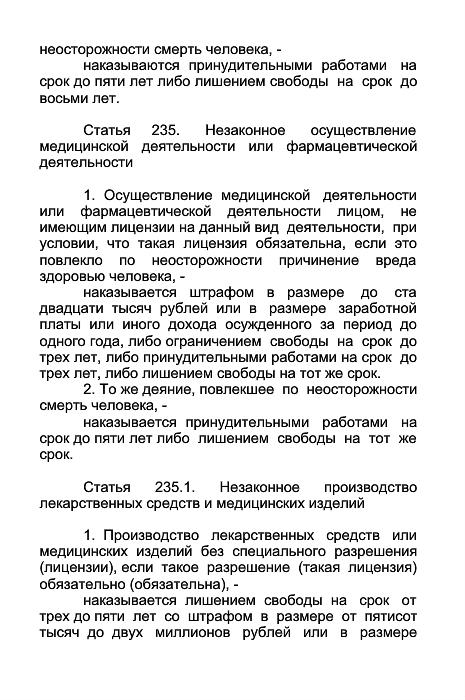 неосторожности смерть человека, -
наказываются принудительными работами на
срок до пяти лет либо лишением свободы на срок до
восьми лет.
Статья 235. Незаконное осуществление
медицинской деятельности или фармацевтической
деятельности
1. Осуществление медицинской деятельности
или фармацевтической деятельности лицом, не
имеющим лицензии на данный вид деятельности, при
условии, что такая лицензия обязательна, если это
повлекло по неосторожности причинение вреда
здоровью человека, -
наказывается штрафом в размере до ста
двадцати тысяч рублей или в размере заработной
платы или иного дохода осужденного за период до
одного года, либо ограничением свободы на срок до
трех лет, либо принудительными работами на срок до
трех лет, либо лишением свободы на тот же срок.
2. То же деяние, повлекшее по неосторожности
смерть человека, -
наказывается принудительными работами на
срок до пяти лет либо лишением свободы на тот же
срок.
Статья 235.1. Незаконное производство
лекарственных средств и медицинских изделий
1. Производство лекарственных средств или
медицинских изделий без специального разрешения
(лицензии), если такое разрешение (такая лицензия)
обязательно (обязательна), -
наказывается лишением свободы на срок от
трех до пяти лет со штрафом в размере от пятисот
тысяч до двух миллионов рублей или в размере